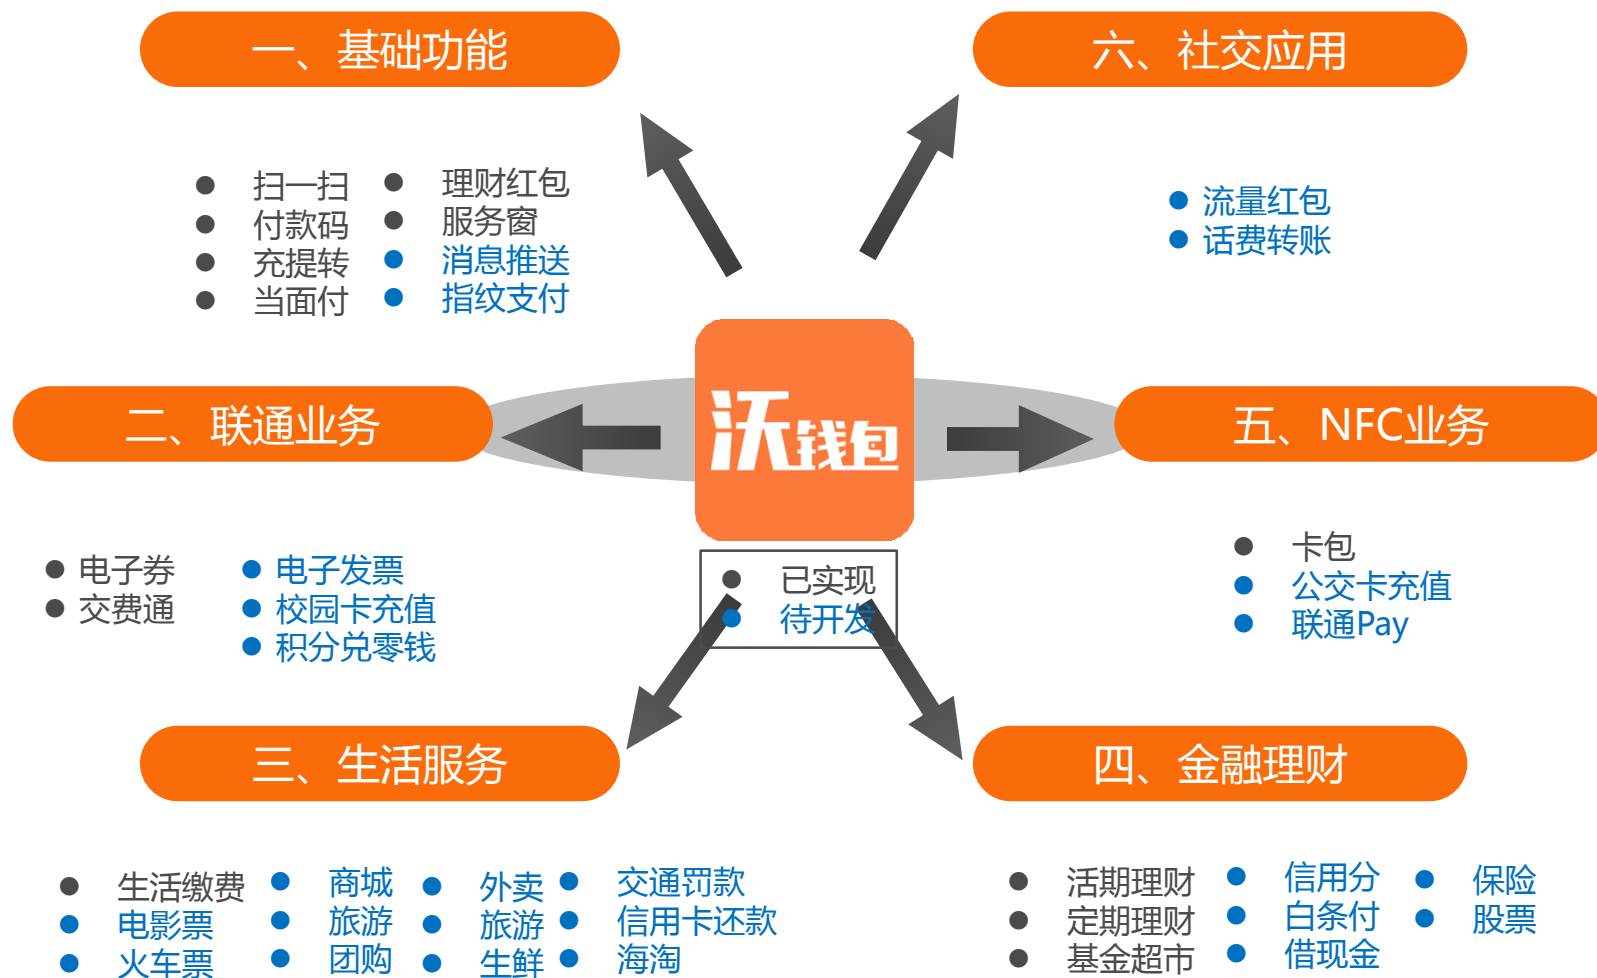 一、基础功能
扫一扫
付款码
充提转
当面付
理财红包
服务窗
消息推送
指纹支付
六、社交应用
流量红包
话费转账
二、联通业务
电子券
交费通
电子发票
校园卡充值
积分兑零钱
沃钱包
已实现
待开发
五、NFC业务
卡包
公交卡充值
联通Pay
三、生活服务
生活缴费
电影票
火车票
商城
旅游
团购
外卖
旅游
生鲜
交通罚款
信用卡还款
海淘
四、金融理财
活期理财
定期理财
基金超市
信用分
白条付
借现金
保险
股票